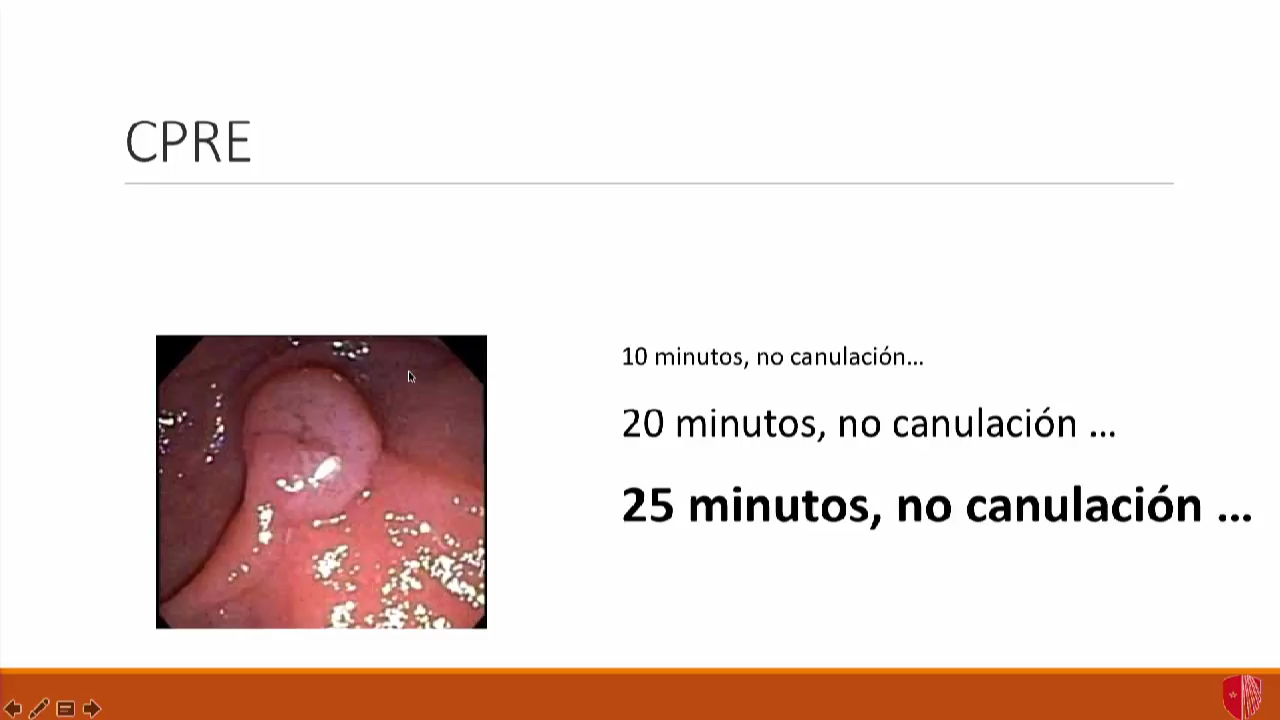 CPRE
10 minutos, no canulación...
20 minutos, no canulación ...
25 minutos, no canulación ...